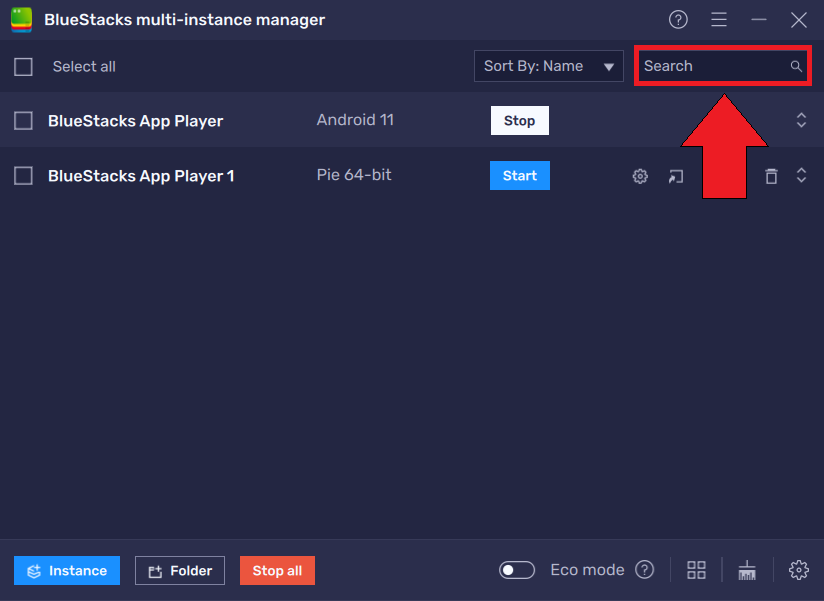 BlueStacks multi-instance manager
Select all
Sort By: Name
Search
BlueStacks App Player Android 11 Stop
BlueStacks App Player 1 Pie 64-bit Start
Instance Folder Stop all Eco mode